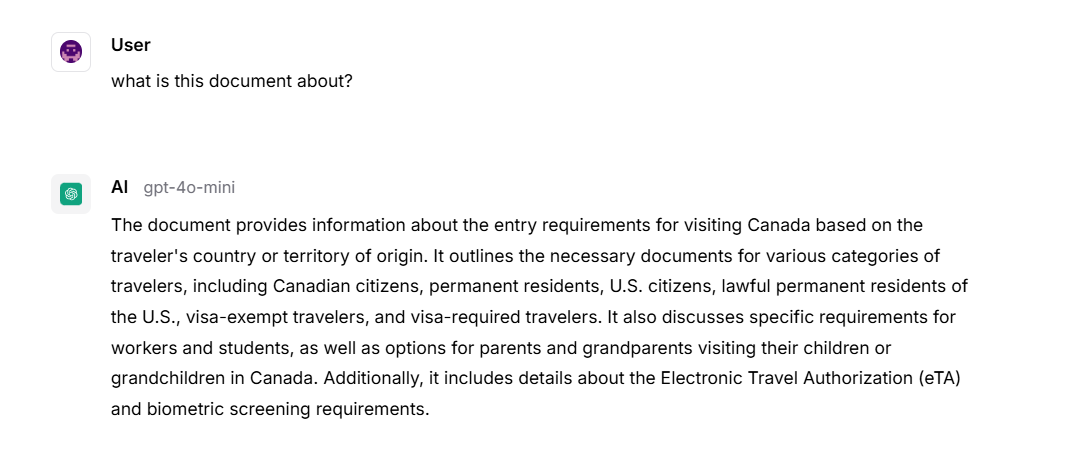 User
what is this document about?
AI gpt-4o-mini
The document provides information about the entry requirements for visiting Canada based on the
traveler's country or territory of origin. It outlines the necessary documents for various categories of
travelers, including Canadian citizens, permanent residents, U.S. citizens, lawful permanent residents of
the U.S., visa-exempt travelers, and visa-required travelers. It also discusses specific requirements for
workers and students, as well as options for parents and grandparents visiting their children or
grandchildren in Canada. Additionally, it includes details about the Electronic Travel Authorization (eTA)
and biometric screening requirements.